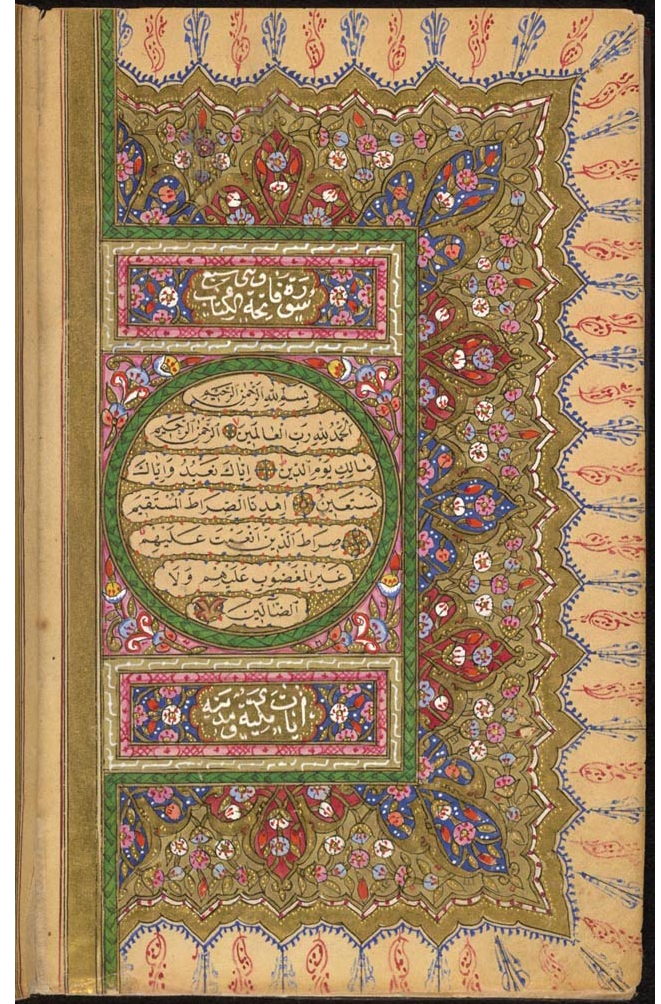 سورة فاتحة الكتاب وهي سبع
بسم الله الرحمن الرحيم
الحمد لله رب العالمين الرحمن الرحيم
مالك يوم الدين إياك نعبد وإياك
نستعين اهدنا الصراط المستقيم
صراط الذين أنعمت عليهم
غير المغضوب عليهم ولا
الضالين
آيات مكية ومدنية